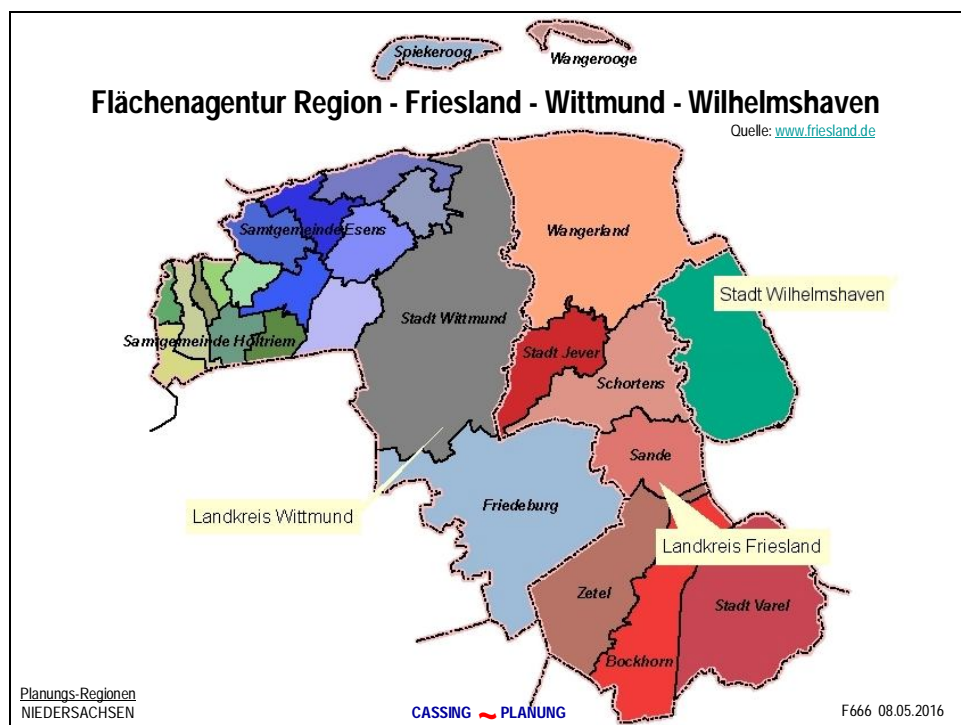 Spiekeroog
Wangerooge
Flächenagentur Region - Friesland - Wittmund - Wilhelmshaven
Quelle: www.friesland.de
Samtgemeinde Esens
Wangerland
Stadt Wilhelmshaven
Stadt Wittmund
Samtgemeinde Holtriem
Stadt Jever
Schortens
Sande
Landkreis Wittmund
Friedeburg
Landkreis Friesland
Zetel
Stadt Varel
Bockhorn
Planungs-Regionen
NIEDERSACHSEN
CASSING ~ PLANUNG
F666 08.05.2016